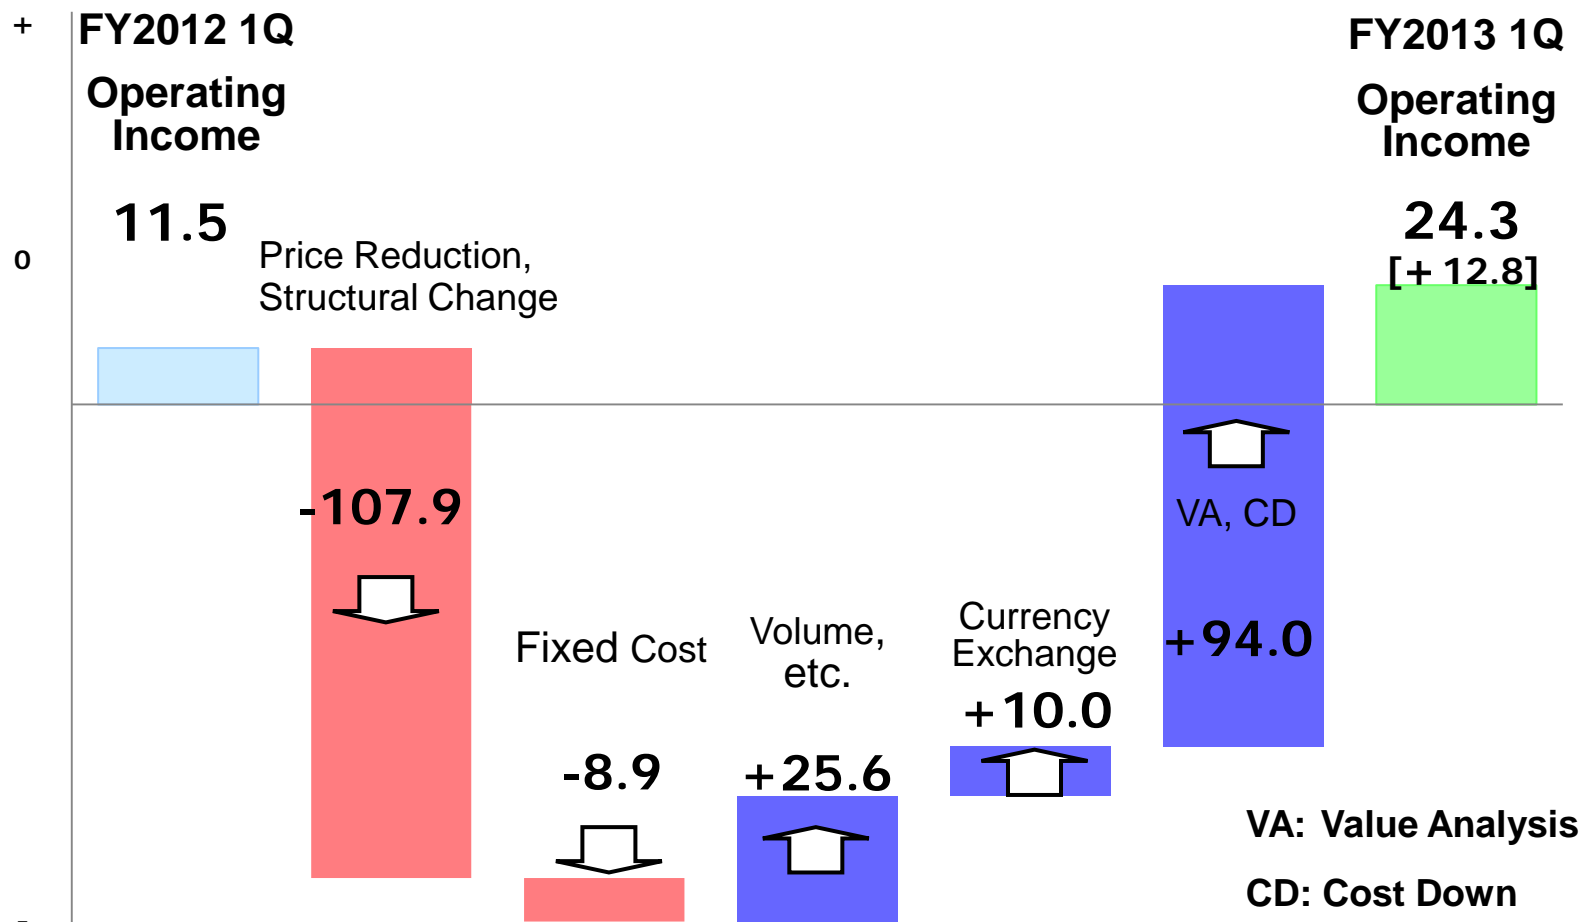 +
FY2012 1Q
FY2013 1Q
Operating
Income
Operating
Income
11.5
24.3
[+ 12.8]
0
Price Reduction,
Structural Change
-107.9
VA, CD
+94.0
Fixed Cost
-8.9
Volume,
etc.
+25.6
Currency
Exchange
+10.0
VA: Value Analysis
CD: Cost Down
-